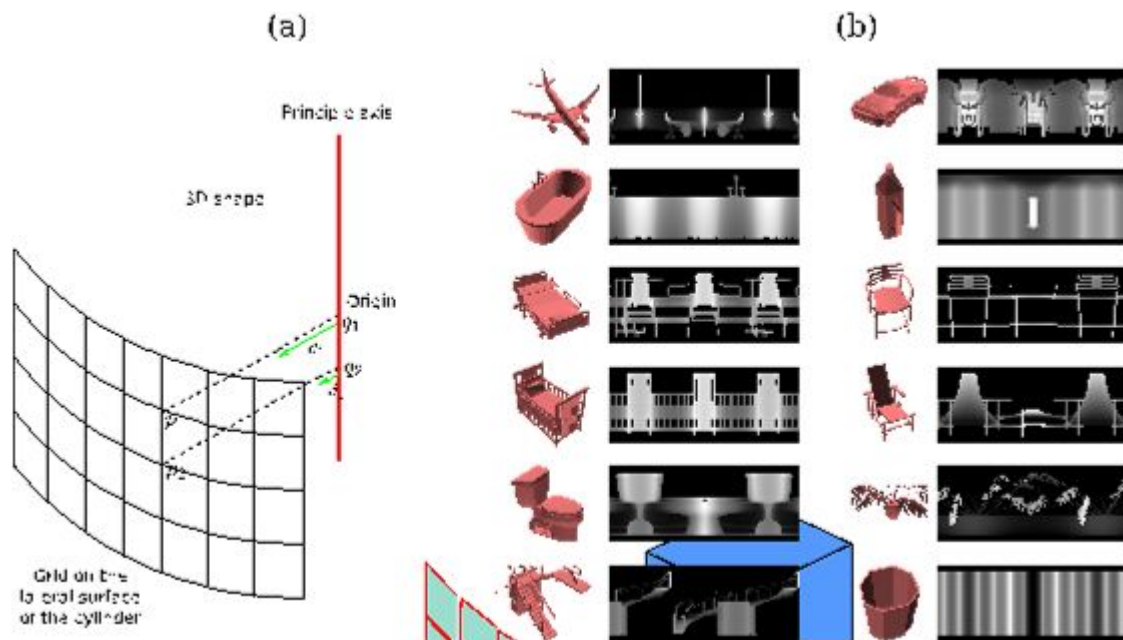 (a)
(b)
Principle axis
3D shape
Origin
Grid on the
lateral surface
of the cylinder